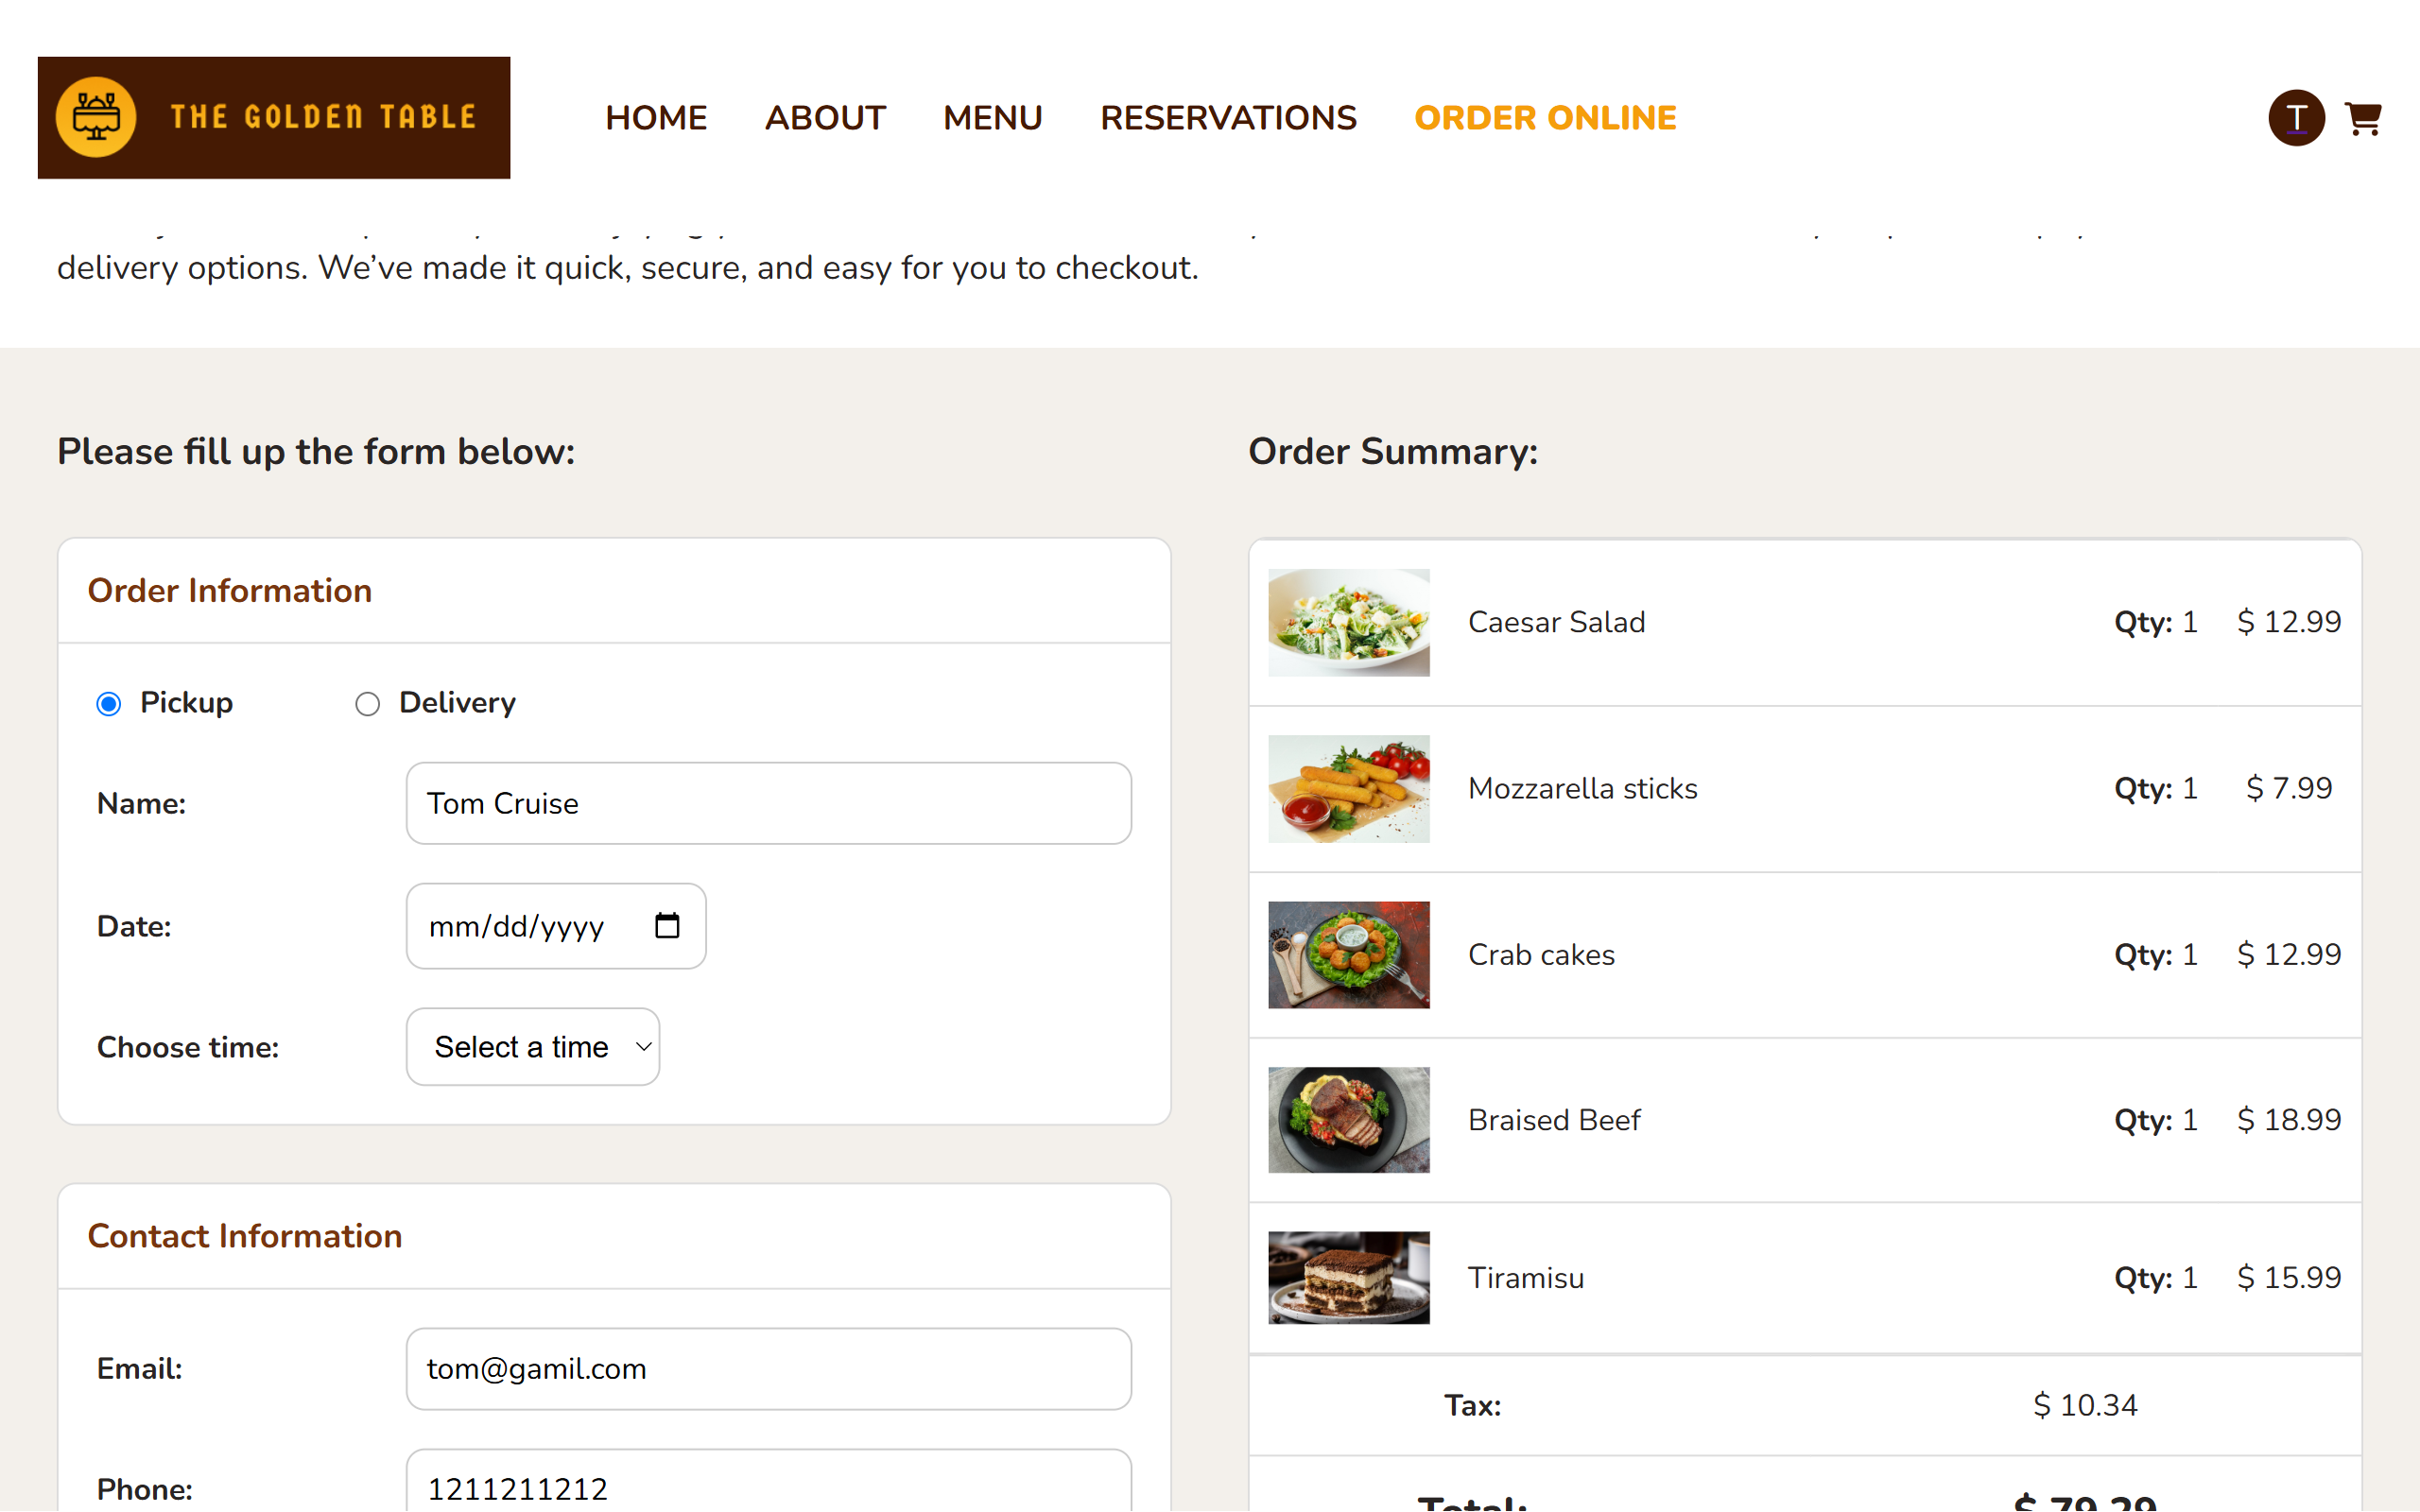 THE GOLDEN TABLE
HOME ABOUT MENU RESERVATIONS ORDER ONLINE
T
delivery options. We’ve made it quick, secure, and easy for you to checkout.
Please fill up the form below:
Order Information
Pickup Delivery
Name: Tom Cruise
Date: mm/dd/yyyy
Choose time: Select a time
Contact Information
Email: tom@gamil.com
Phone: 1211211212
Order Summary:
Caesar Salad Qty: 1 $ 12.99
Mozzarella sticks Qty: 1 $ 7.99
Crab cakes Qty: 1 $ 12.99
Braised Beef Qty: 1 $ 18.99
Tiramisu Qty: 1 $ 15.99
Tax: $ 10.34
Total: $ 79.29